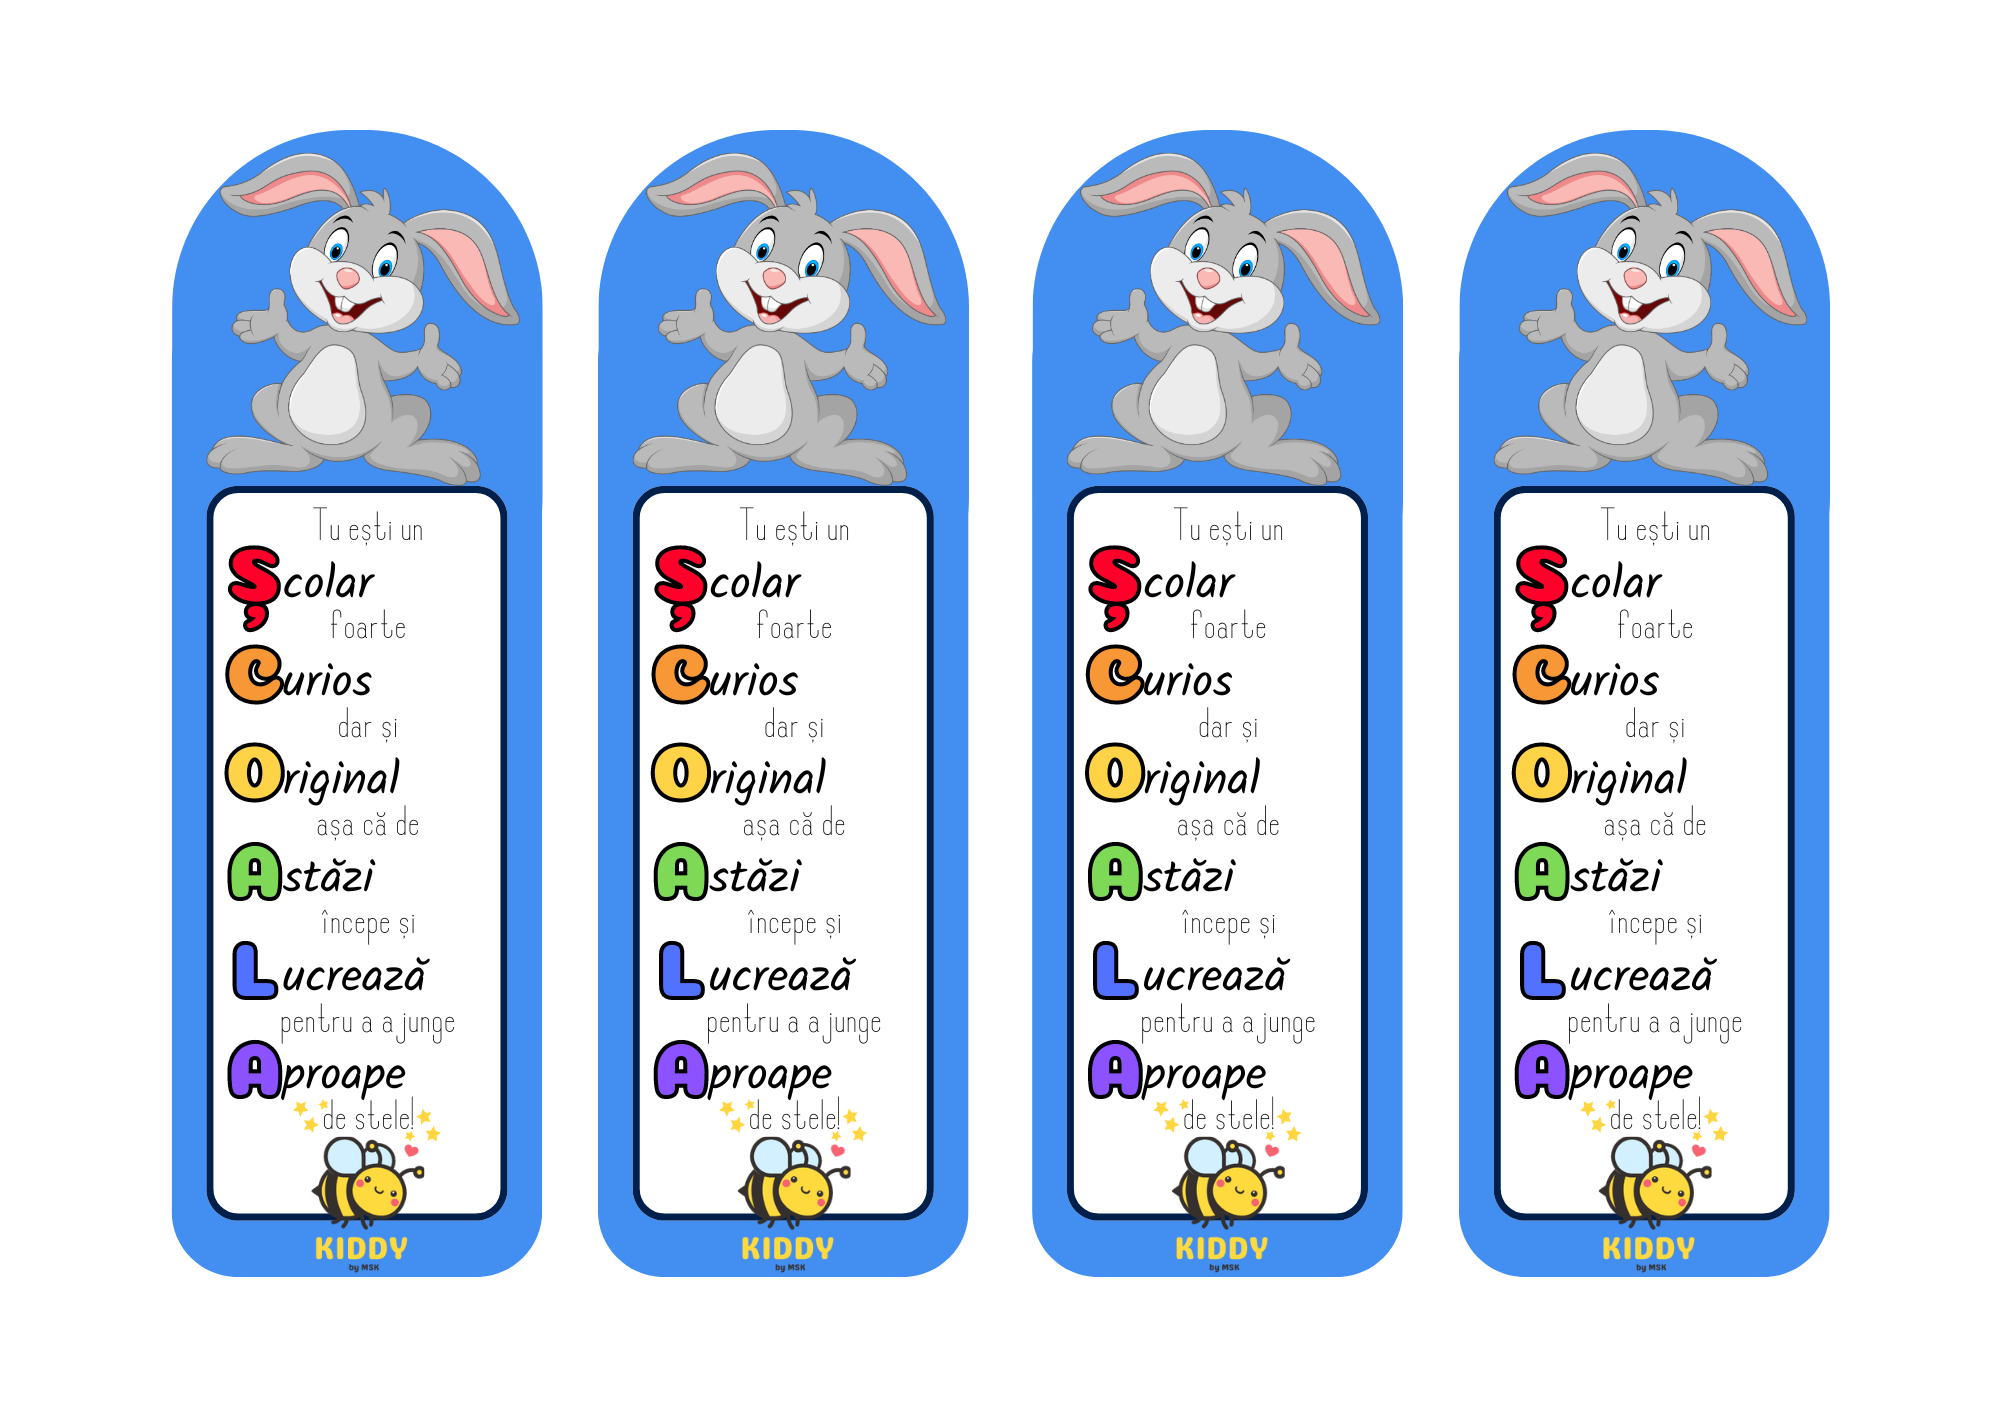 Tu ești un
Școlar
foarte
Curios
dar și
Original
așa că de
Astăzi
începe și
Lucrează
pentru a ajunge
Aproape
de stele!
KIDDY
by MSK
Tu ești un
Școlar
foarte
Curios
dar și
Original
așa că de
Astăzi
începe și
Lucrează
pentru a ajunge
Aproape
de stele!
KIDDY
by MSK
Tu ești un
Școlar
foarte
Curios
dar și
Original
așa că de
Astăzi
începe și
Lucrează
pentru a ajunge
Aproape
de stele!
KIDDY
by MSK
Tu ești un
Școlar
foarte
Curios
dar și
Original
așa că de
Astăzi
începe și
Lucrează
pentru a ajunge
Aproape
de stele!
KIDDY
by MSK